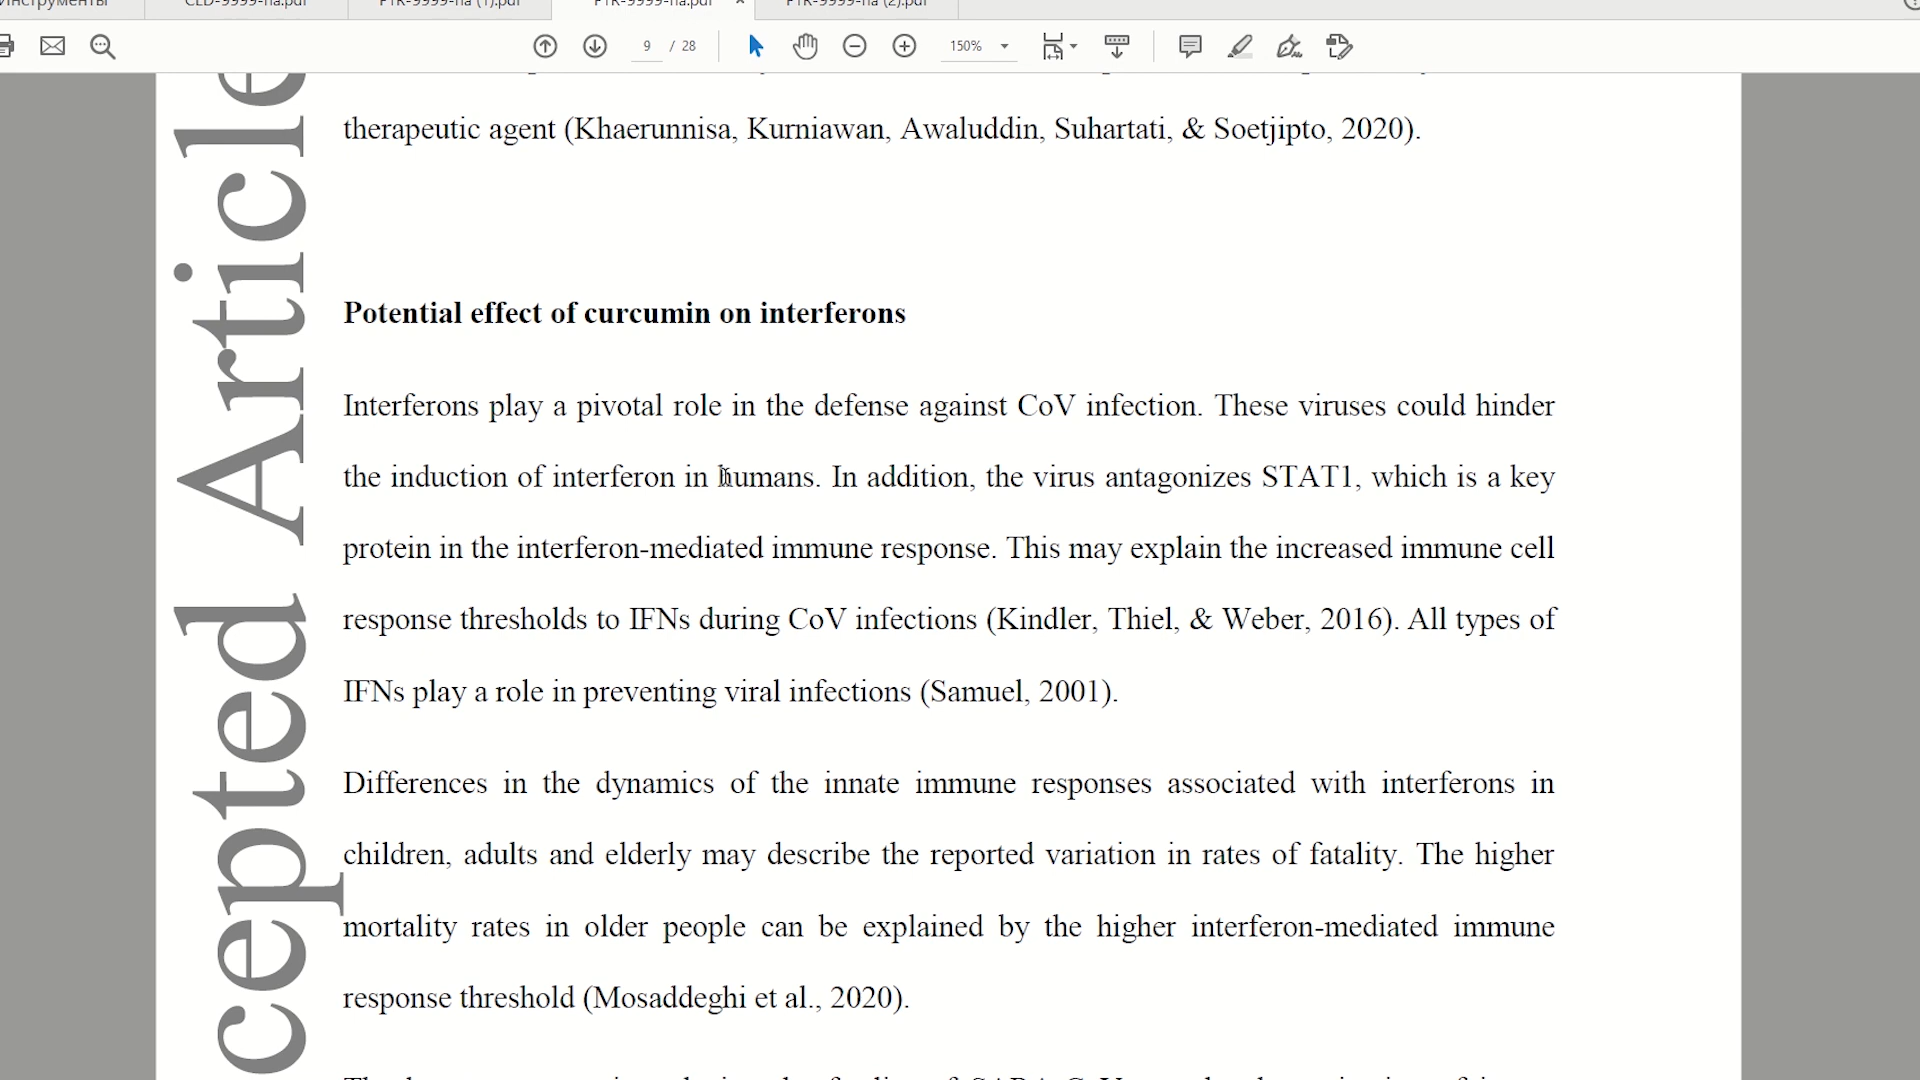 Инструменты
CLD-9999-na.pdf
PTR-9999-na (1).pdf
PTR-9999-na.pdf
PTR-9999-na (2).pdf
9 / 28
150%
therapeutic agent (Khaerunnisa, Kurniawan, Awaluddin, Suhartati, & Soetjipto, 2020).
Potential effect of curcumin on interferons
Interferons play a pivotal role in the defense against CoV infection. These viruses could hinder
the induction of interferon in humans. In addition, the virus antagonizes STAT1, which is a key
protein in the interferon-mediated immune response. This may explain the increased immune cell
response thresholds to IFNs during CoV infections (Kindler, Thiel, & Weber, 2016). All types of
IFNs play a role in preventing viral infections (Samuel, 2001).
Differences in the dynamics of the innate immune responses associated with interferons in
children, adults and elderly may describe the reported variation in rates of fatality. The higher
mortality rates in older people can be explained by the higher interferon-mediated immune
response threshold (Mosaddeghi et al., 2020).
cepted Article